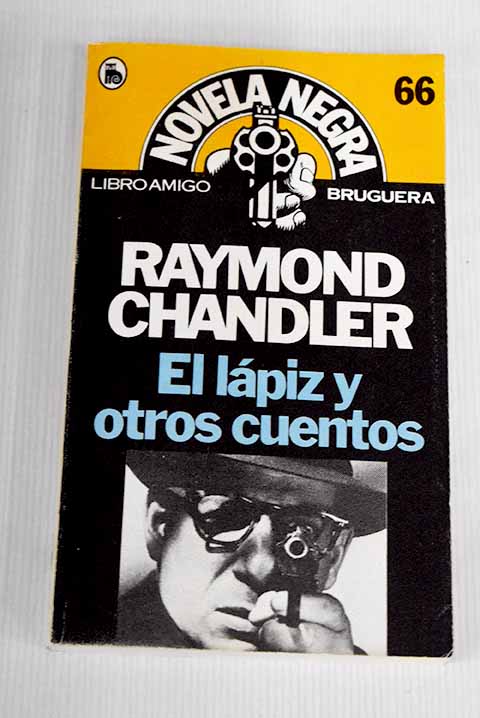 66
NOVELA NEGRA
LIBRO AMIGO
BRUGUERA
RAYMOND
CHANDLER
El lápiz y
otros cuentos